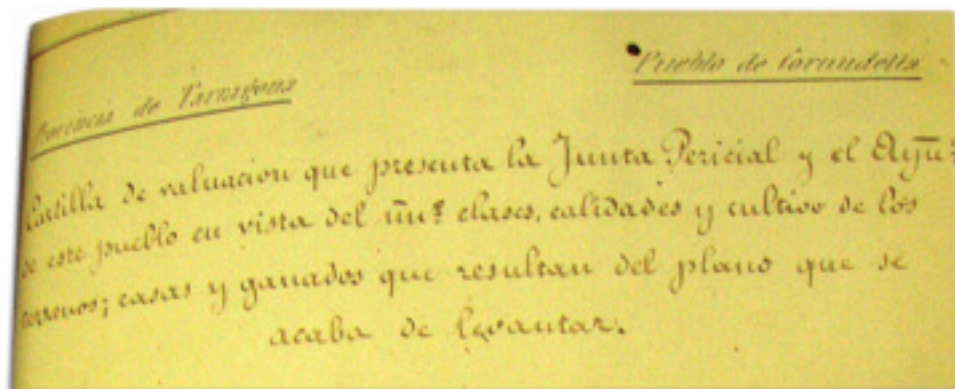 Provincia de Tarragona
Pueblo de Cornudella
Cartilla de valuacion que presenta la Junta Pericial y el Ayūⁿ.
de este pueblo en vista del nūº. clases, calidades y cultivo de los
terrenos; casas y ganados que resultan del plano que se
acaba de levantar.